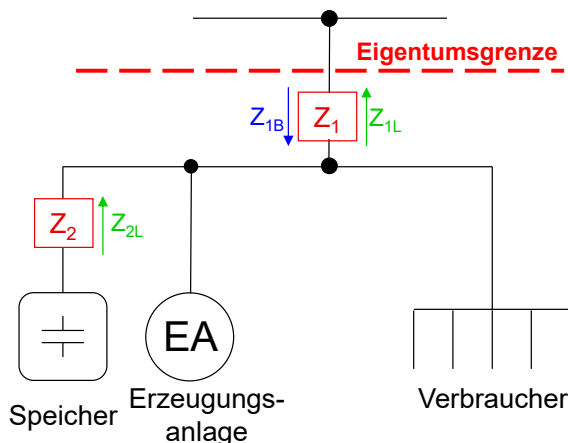 Eigentumsgrenze
Z1B
Z1
Z1L
Z2
Z2L
EA
Speicher
Erzeugungs-
anlage
Verbraucher